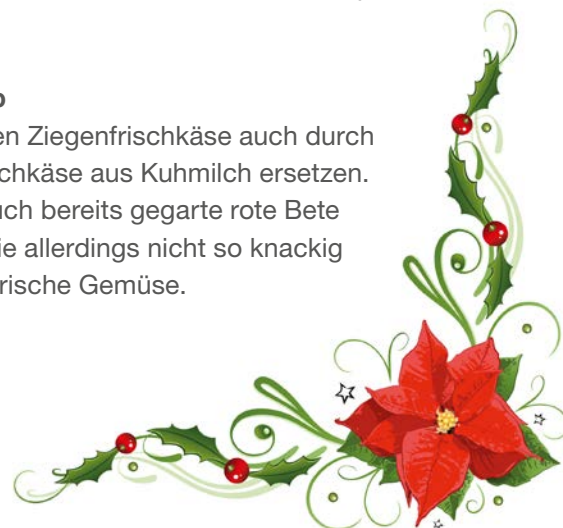 en Ziegenfrischkäse auch durch
chkäse aus Kuhmilch ersetzen.
uch bereits gegarte rote Bete
ie allerdings nicht so knackig
rische Gemüse.